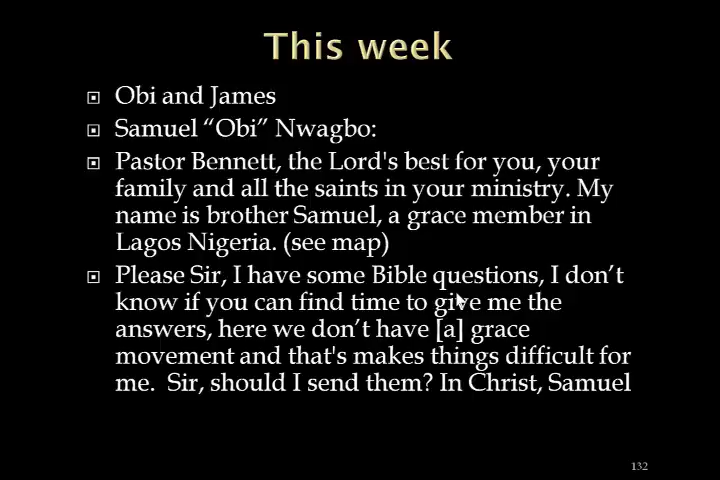 This week
Obi and James
Samuel “Obi” Nwagbo:
Pastor Bennett, the Lord's best for you, your
family and all the saints in your ministry. My
name is brother Samuel, a grace member in
Lagos Nigeria. (see map)
Please Sir, I have some Bible questions, I don’t
know if you can find time to give me the
answers, here we don’t have [a] grace
movement and that's makes things difficult for
me.  Sir, should I send them? In Christ, Samuel
132